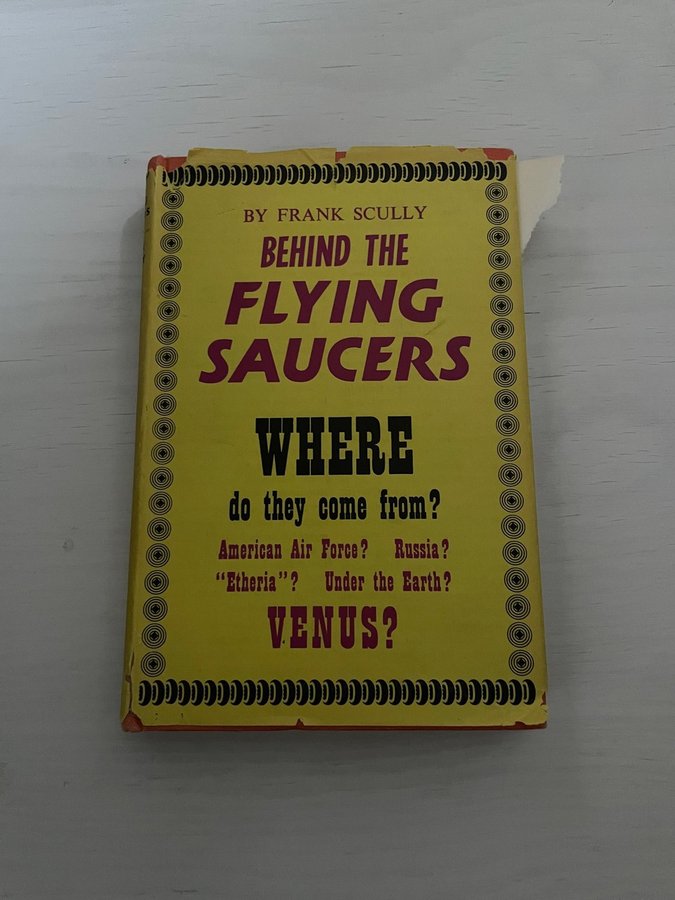 BY FRANK SCULLY
BEHIND THE
FLYING
SAUCERS
WHERE
do they come from?
American Air Force? Russia?
“Etheria”? Under the Earth?
VENUS?